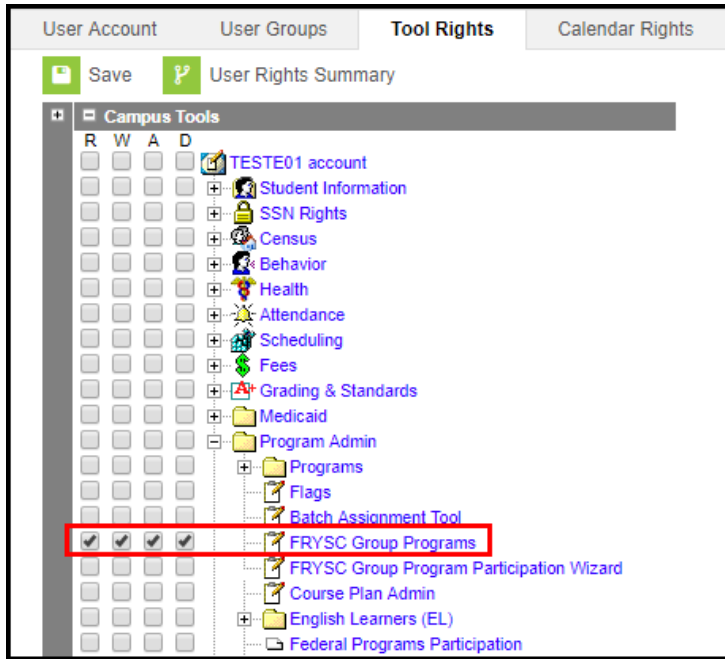 User Account User Groups Tool Rights Calendar Rights
Save User Rights Summary
Campus Tools
R W A D
TESTE01 account
Student Information
SSN Rights
Census
Behavior
Health
Attendance
Scheduling
Fees
Grading & Standards
Medicaid
Program Admin
Programs
Flags
Batch Assignment Tool
FRYSC Group Programs
FRYSC Group Program Participation Wizard
Course Plan Admin
English Learners (EL)
Federal Programs Participation